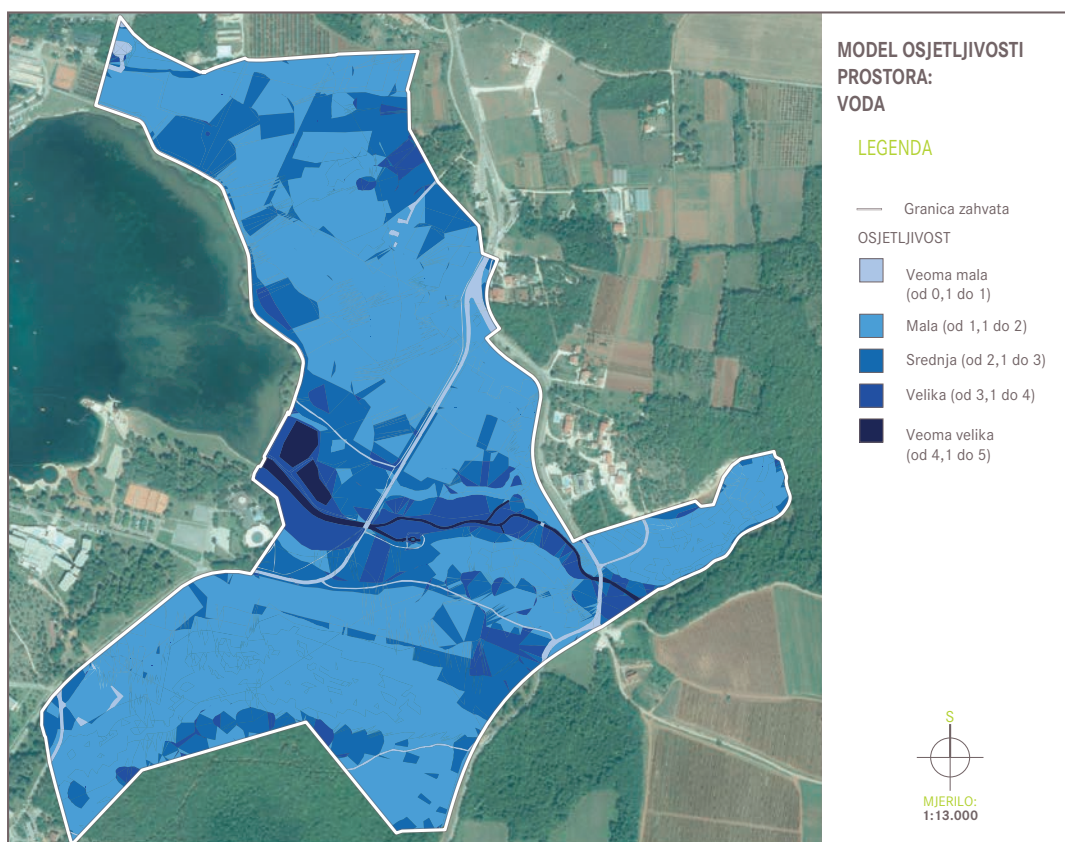 MODEL OSJETLJIVOSTI
PROSTORA:
VODA
LEGENDA
Granica zahvata
OSJETLJIVOST
Veoma mala
(od 0,1 do 1)
Mala (od 1,1 do 2)
Srednja (od 2,1 do 3)
Velika (od 3,1 do 4)
Veoma velika
(od 4,1 do 5)
S
MJERILO:
1:13.000